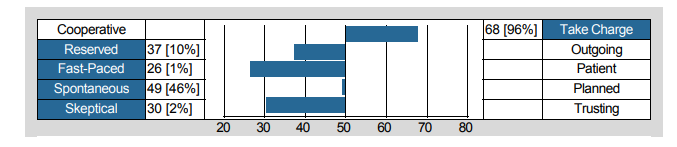 Cooperative 68 [96%] Take Charge
Reserved 37 [10%] Outgoing
Fast-Paced 26 [1%] Patient
Spontaneous 49 [46%] Planned
Skeptical 30 [2%] Trusting
20 30 40 50 60 70 80